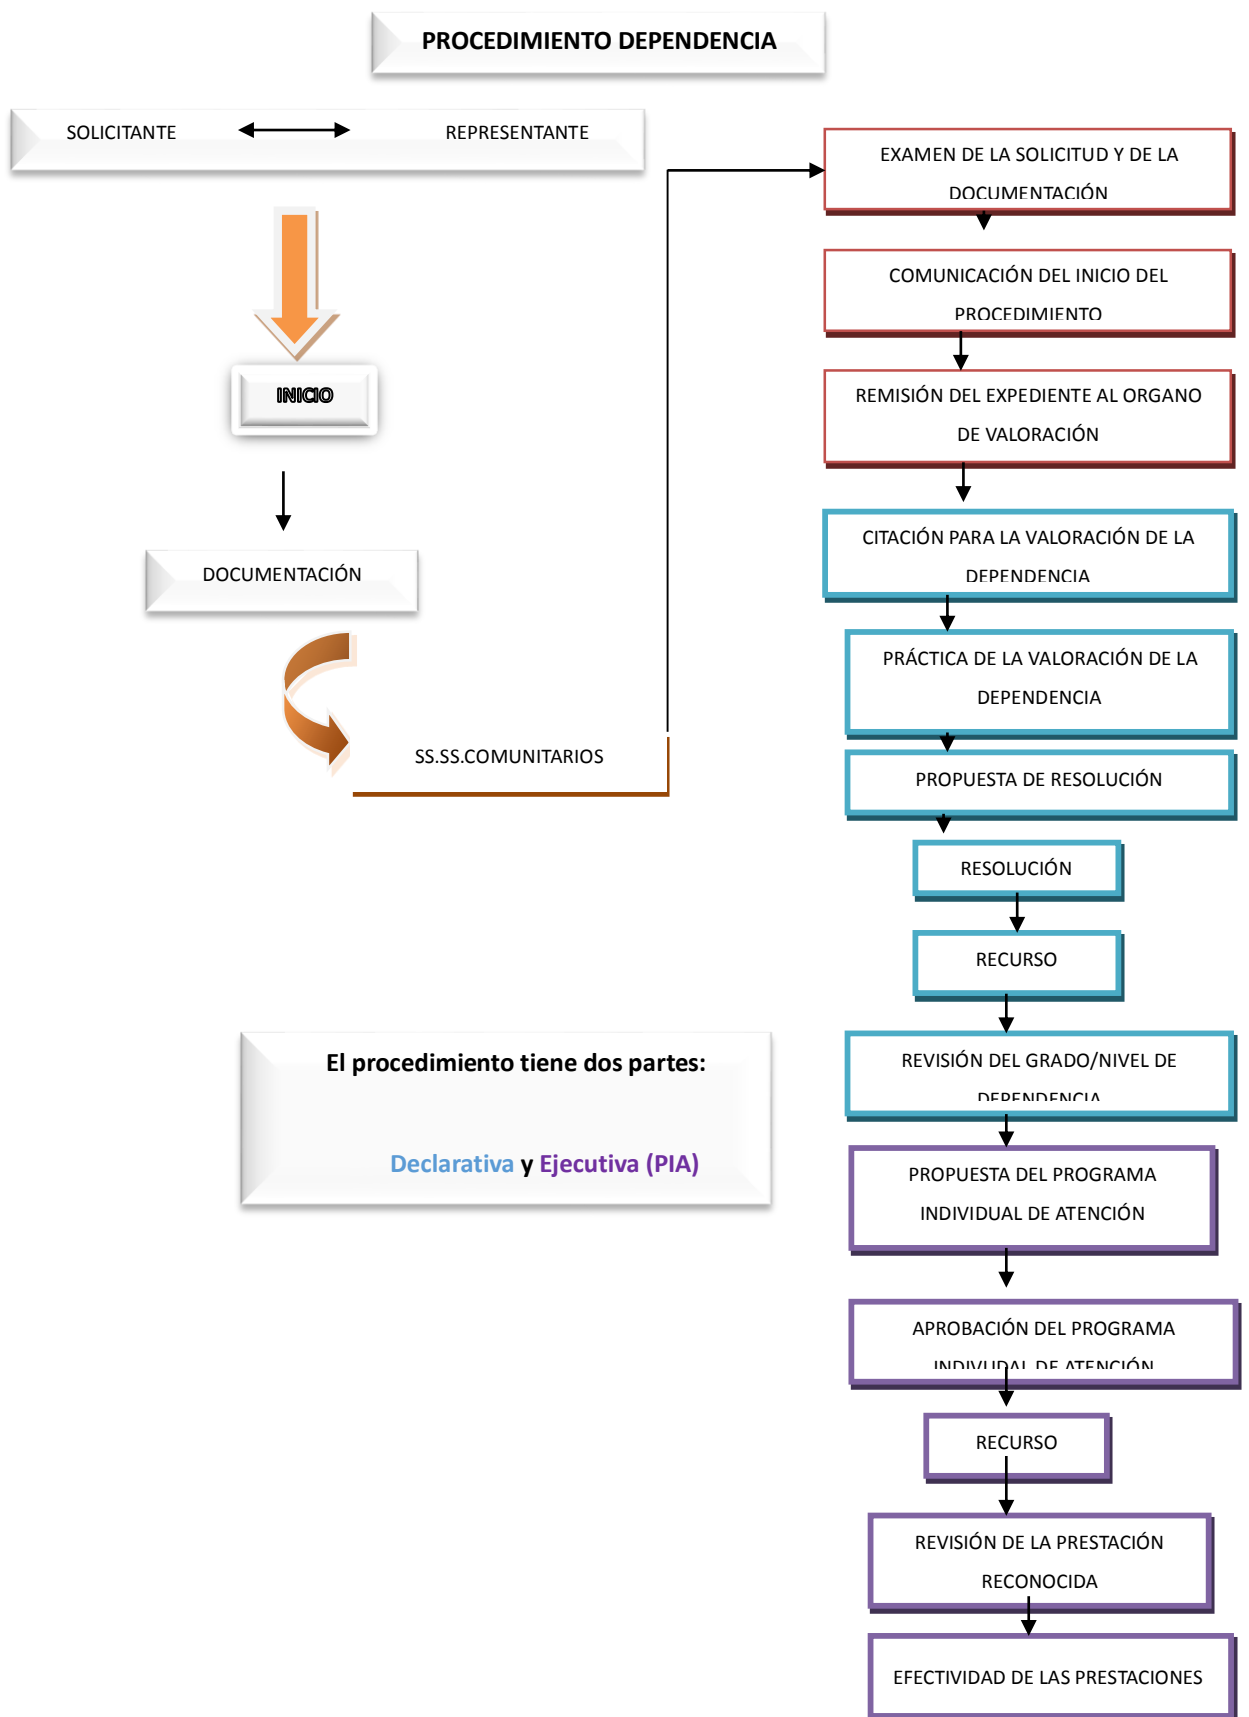 PROCEDIMIENTO DEPENDENCIA
SOLICITANTE
REPRESENTANTE
INICIO
DOCUMENTACIÓN
SS.SS.COMUNITARIOS
EXAMEN DE LA SOLICITUD Y DE LA
DOCUMENTACIÓN
COMUNICACIÓN DEL INICIO DEL
PROCEDIMIENTO
REMISIÓN DEL EXPEDIENTE AL ORGANO
DE VALORACIÓN
CITACIÓN PARA LA VALORACIÓN DE LA
DEPENDENCIA
PRÁCTICA DE LA VALORACIÓN DE LA
DEPENDENCIA
PROPUESTA DE RESOLUCIÓN
RESOLUCIÓN
RECURSO
REVISIÓN DEL GRADO/NIVEL DE
DEPENDENCIA
El procedimiento tiene dos partes:
Declarativa y Ejecutiva (PIA)
PROPUESTA DEL PROGRAMA
INDIVIDUAL DE ATENCIÓN
APROBACIÓN DEL PROGRAMA
INDIVUDAL DE ATENCIÓN
RECURSO
REVISIÓN DE LA PRESTACIÓN
RECONOCIDA
EFECTIVIDAD DE LAS PRESTACIONES